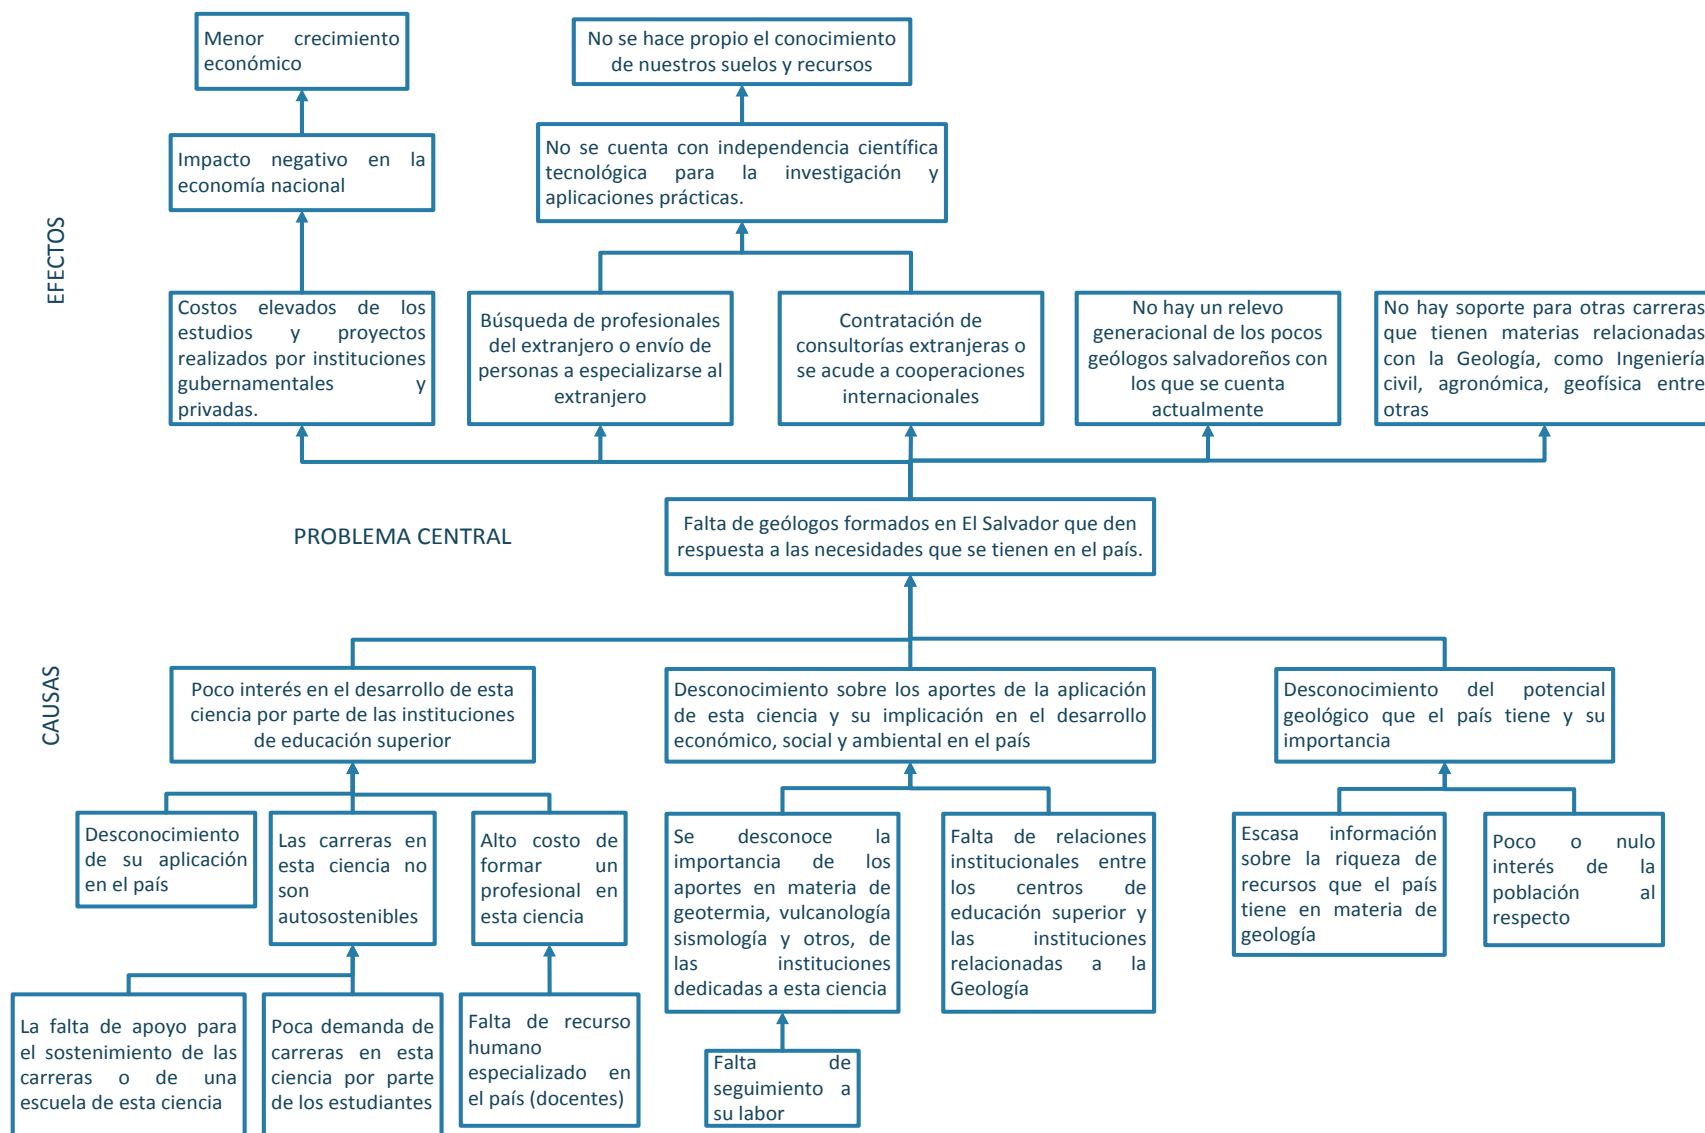 Menor crecimiento
económico
No se hace propio el conocimiento
de nuestros suelos y recursos
Impacto negativo en la
economía nacional
No se cuenta con independencia científica
tecnológica para la investigación y
aplicaciones prácticas.
EFECTOS
Costos elevados de los
estudios y proyectos
realizados por instituciones
gubernamentales y
privadas.
Búsqueda de profesionales
del extranjero o envío de
personas a especializarse al
extranjero
Contratación de
consultorías extranjeras o
se acude a cooperaciones
internacionales
No hay un relevo
generacional de los pocos
geólogos salvadoreños con
los que se cuenta
actualmente
No hay soporte para otras carreras
que tienen materias relacionadas
con la Geología, como Ingeniería
civil, agronómica, geofísica entre
otras
PROBLEMA CENTRAL
Falta de geólogos formados en El Salvador que den
respuesta a las necesidades que se tienen en el país.
CAUSAS
Poco interés en el desarrollo de esta
ciencia por parte de las instituciones
de educación superior
Desconocimiento sobre los aportes de la aplicación
de esta ciencia y su implicación en el desarrollo
económico, social y ambiental en el país
Desconocimiento del potencial
geológico que el país tiene y su
importancia
Desconocimiento
de su aplicación
en el país
Las carreras en
esta ciencia no
son
autosostenibles
Alto costo de
formar un
profesional en
esta ciencia
Se desconoce la
importancia de los
aportes en materia de
geotermia, vulcanología
sismología y otros, de
las instituciones
dedicadas a esta ciencia
Falta de relaciones
institucionales entre
los centros de
educación superior y
las instituciones
relacionadas a la
Geología
Escasa información
sobre la riqueza de
recursos que el país
tiene en materia de
geología
Poco o nulo
interés de la
población al
respecto
La falta de apoyo para
el sostenimiento de las
carreras o de una
escuela de esta ciencia
Poca demanda de
carreras en esta
ciencia por parte
de los estudiantes
Falta de recurso
humano
especializado en
el país (docentes)
Falta de
seguimiento a
su labor